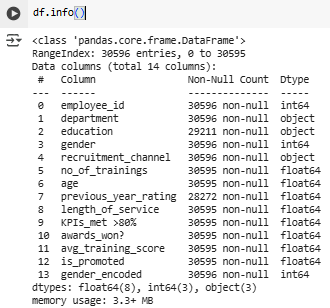 df.info()
<class 'pandas.core.frame.DataFrame'>
RangeIndex: 30596 entries, 0 to 30595
Data columns (total 14 columns):
 #   Column                Non-Null Count  Dtype
---  ------                --------------  -----
 0   employee_id           30596 non-null  int64
 1   department            30596 non-null  object
 2   education             29211 non-null  object
 3   gender                30596 non-null  int64
 4   recruitment_channel   30596 non-null  object
 5   no_of_trainings       30595 non-null  float64
 6   age                   30595 non-null  float64
 7   previous_year_rating  28272 non-null  float64
 8   length_of_service     30595 non-null  float64
 9   KPIs_met >80%         30595 non-null  float64
 10  awards_won?           30595 non-null  float64
 11  avg_training_score    30595 non-null  float64
 12  is_promoted           30595 non-null  float64
 13  gender_encoded        30596 non-null  int64
dtypes: float64(8), int64(3), object(3)
memory usage: 3.3+ MB